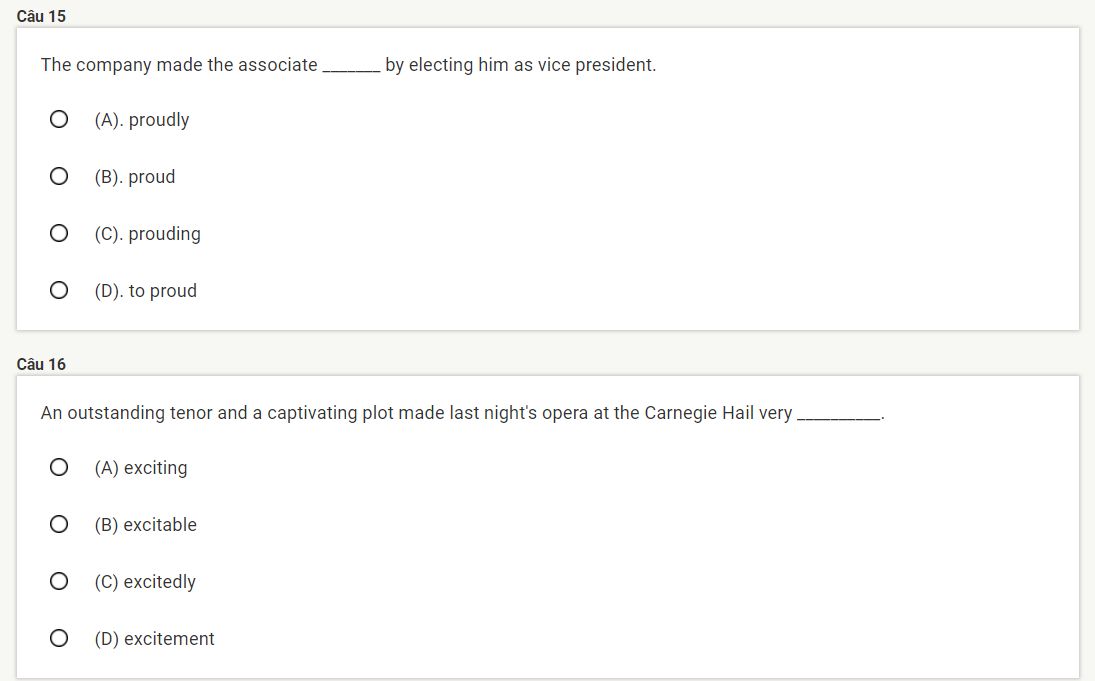 Câu 15
The company made the associate _______ by electing him as vice president.
(A). proudly
(B). proud
(C). prouding
(D). to proud
Câu 16
An outstanding tenor and a captivating plot made last night's opera at the Carnegie Hail very __________.
(A) exciting
(B) excitable
(C) excitedly
(D) excitement